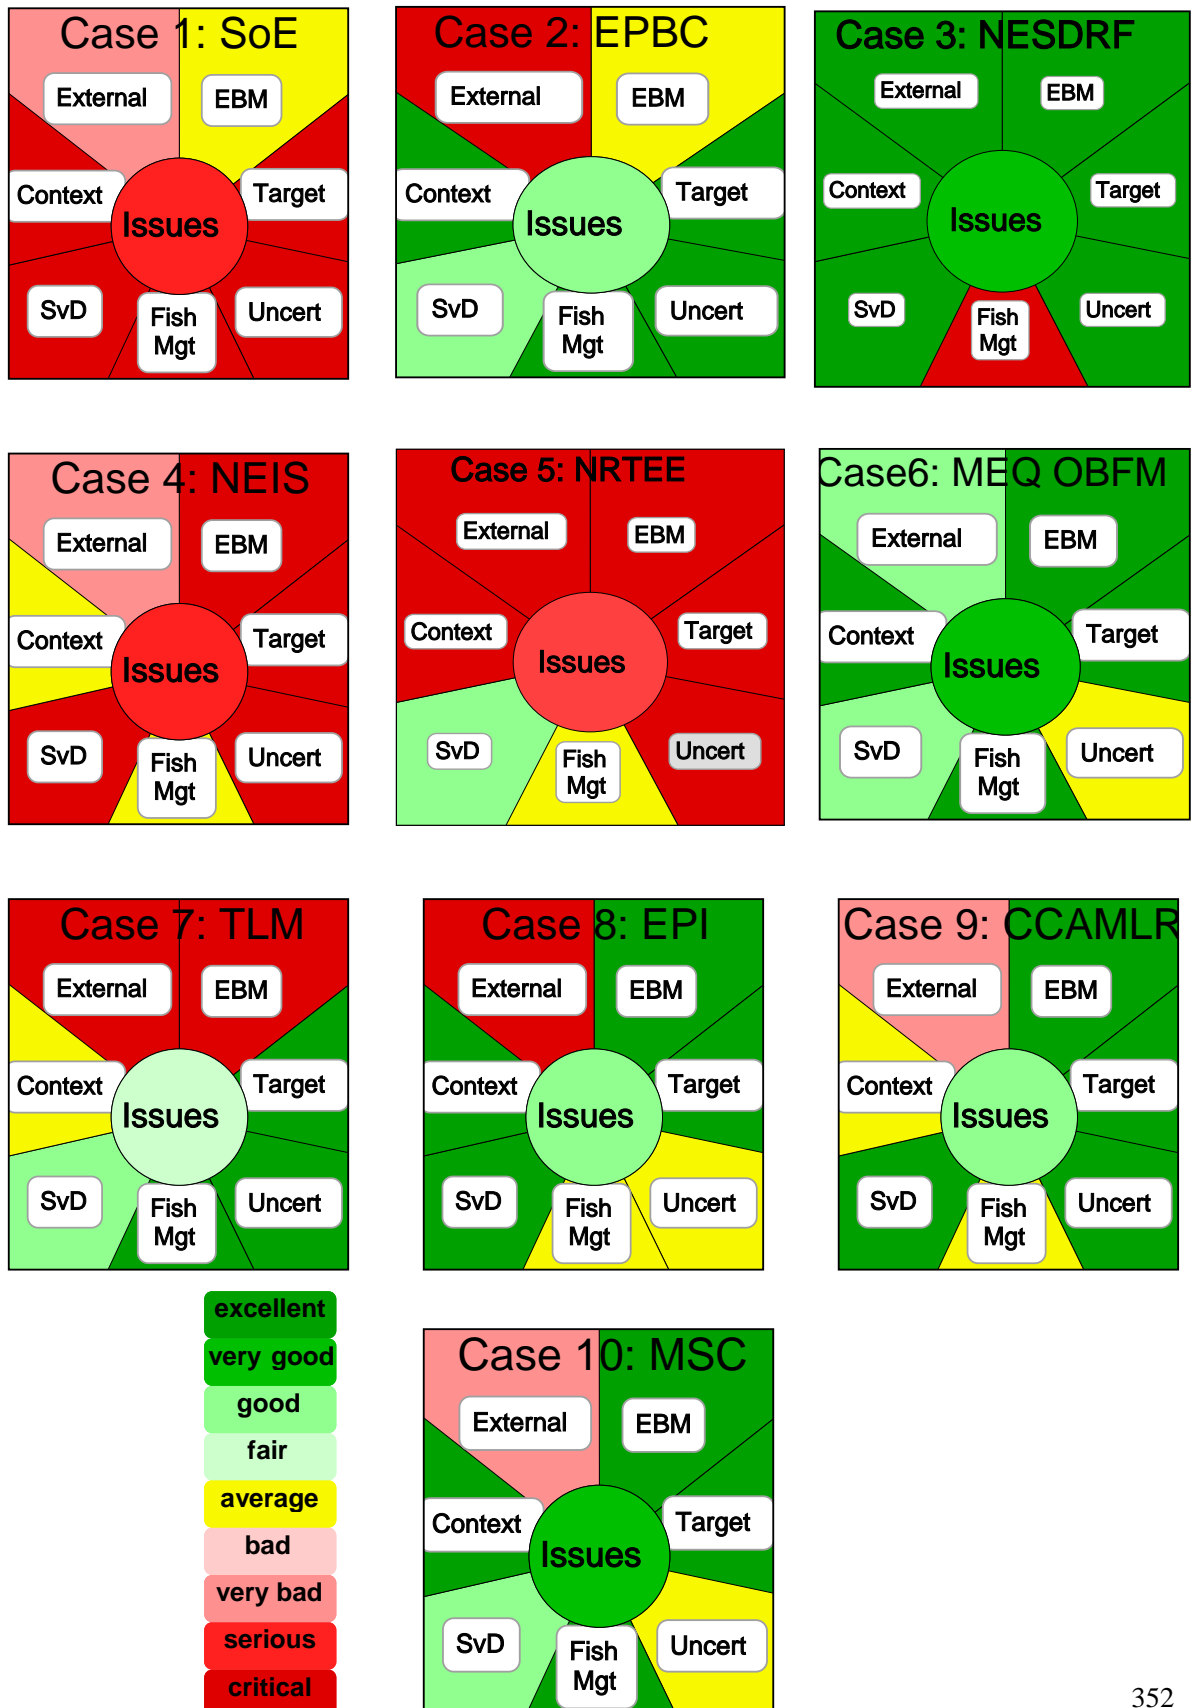 Case 1: SoE
External
EBM
Context
Target
Issues
SvD
Fish
Mgt
Uncert
Case 2: EPBC
External
EBM
Context
Target
Issues
SvD
Fish
Mgt
Uncert
Case 3: NESDRF
External
EBM
Context
Target
Issues
SvD
Fish
Mgt
Uncert
Case 4: NEIS
External
EBM
Context
Target
Issues
SvD
Fish
Mgt
Uncert
Case 5: NRTEE
External
EBM
Context
Target
Issues
SvD
Fish
Mgt
Uncert
Case6: MEQ OBFM
External
EBM
Context
Target
Issues
SvD
Fish
Mgt
Uncert
Case 7: TLM
External
EBM
Context
Target
Issues
SvD
Fish
Mgt
Uncert
Case 8: EPI
External
EBM
Context
Target
Issues
SvD
Fish
Mgt
Uncert
Case 9: CCAMLR
External
EBM
Context
Target
Issues
SvD
Fish
Mgt
Uncert
excellent
very good
good
fair
average
bad
very bad
serious
critical
Case 10: MSC
External
EBM
Context
Target
Issues
SvD
Fish
Mgt
Uncert
352